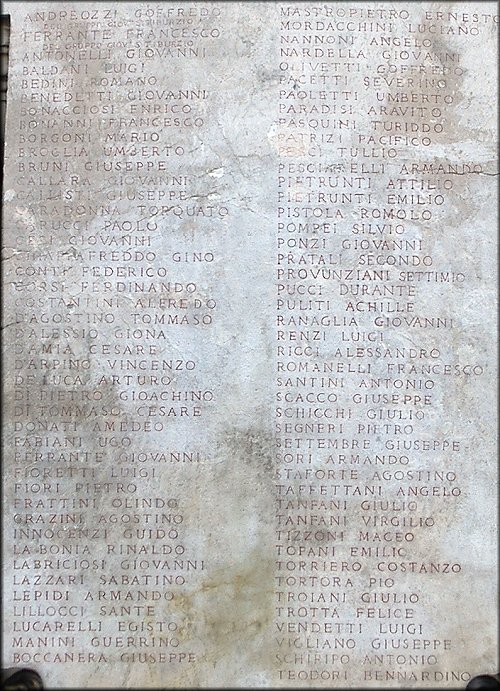 ANDREOZZI GOFFREDO
FERRANTE FRANCESCO
ANTONELLI GIOVANNI
BALDANI LUIGI
BEDINI ROMANO
BENEDETTI GIOVANNI
BONACCIOSI ENRICO
BONANNI FRANCESCO
BORGONI MARIO
BROGLIA UMBERTO
BRUNI GIUSEPPE
CALLARA GIOVANNI
GIUSEPPE
CARADONNA TORQUATO
CARUCCI PAOLO
CESI GIOVANNI
CHIAPPAFREDDO GINO
CONTI FEDERICO
CORSI FERDINANDO
COSTANTINI ALFREDO
D'AGOSTINO TOMMASO
D'ALESSIO GIONA
DAMIA CESARE
D'ARPINO VINCENZO
DE LUCA ARTURO
DI PIETRO GIOACHINO
DI TOMMASO CESARE
DONATI AMEDEO
FABIANI UGO
FERRANTE GIOVANNI
FIORETTI LUIGI
FIORI PIETRO
FRATTINI OLINDO
GRAZINI AGOSTINO
INNOCENZI GUIDO
LA BONIA RINALDO
LABRICIOSI GIOVANNI
LAZZARI SABATINO
LEPIDI ARMANDO
LILLOCCI SANTE
LUCARELLI EGISTO
MANINI GUERRINO
BOCCANERA GIUSEPPE
MASTROPIETRO ERNESTO
MORDACCHINI LUCIANO
NANNONI ANGELO
NARDELLA GIOVANNI
OLIVETTI GOFFREDO
PACETTI SEVERINO
PAOLETTI UMBERTO
PARADISI ARAVITO
PASQUINI TURIDDO
PATRIZI PACIFICO
TULLIO
PESCIARELLI ARMANDO
PIETRUNTI ATTILIO
PIETRUNTI EMILIO
PISTOLA ROMOLO
POMPEI SILVIO
PONZI GIOVANNI
PRATALI SECONDO
PROVUNZIANI SETTIMIO
PUCCI DURANTE
PULITI ACHILLE
RANAGLIA GIOVANNI
RENZI LUIGI
RICCI ALESSANDRO
ROMANELLI FRANCESCO
SANTINI ANTONIO
SCACCO GIUSEPPE
SCHICCHI GIULIO
SEGNERI PIETRO
SETTEMBRE GIUSEPPE
SORI ARMANDO
STAFORTE AGOSTINO
TAFFETTANI ANGELO
TANFANI GIULIO
TANFANI VIRGILIO
TIZZONI MACEO
TOPANI EMILIO
TORRIERO COSTANZO
TORTORA PIO
TROIANI GIULIO
TROTTA FELICE
VENDETTI LUIGI
VIGLIANO GIUSEPPE
SCHIRIPO ANTONIO
TEODORI BENNARDINO